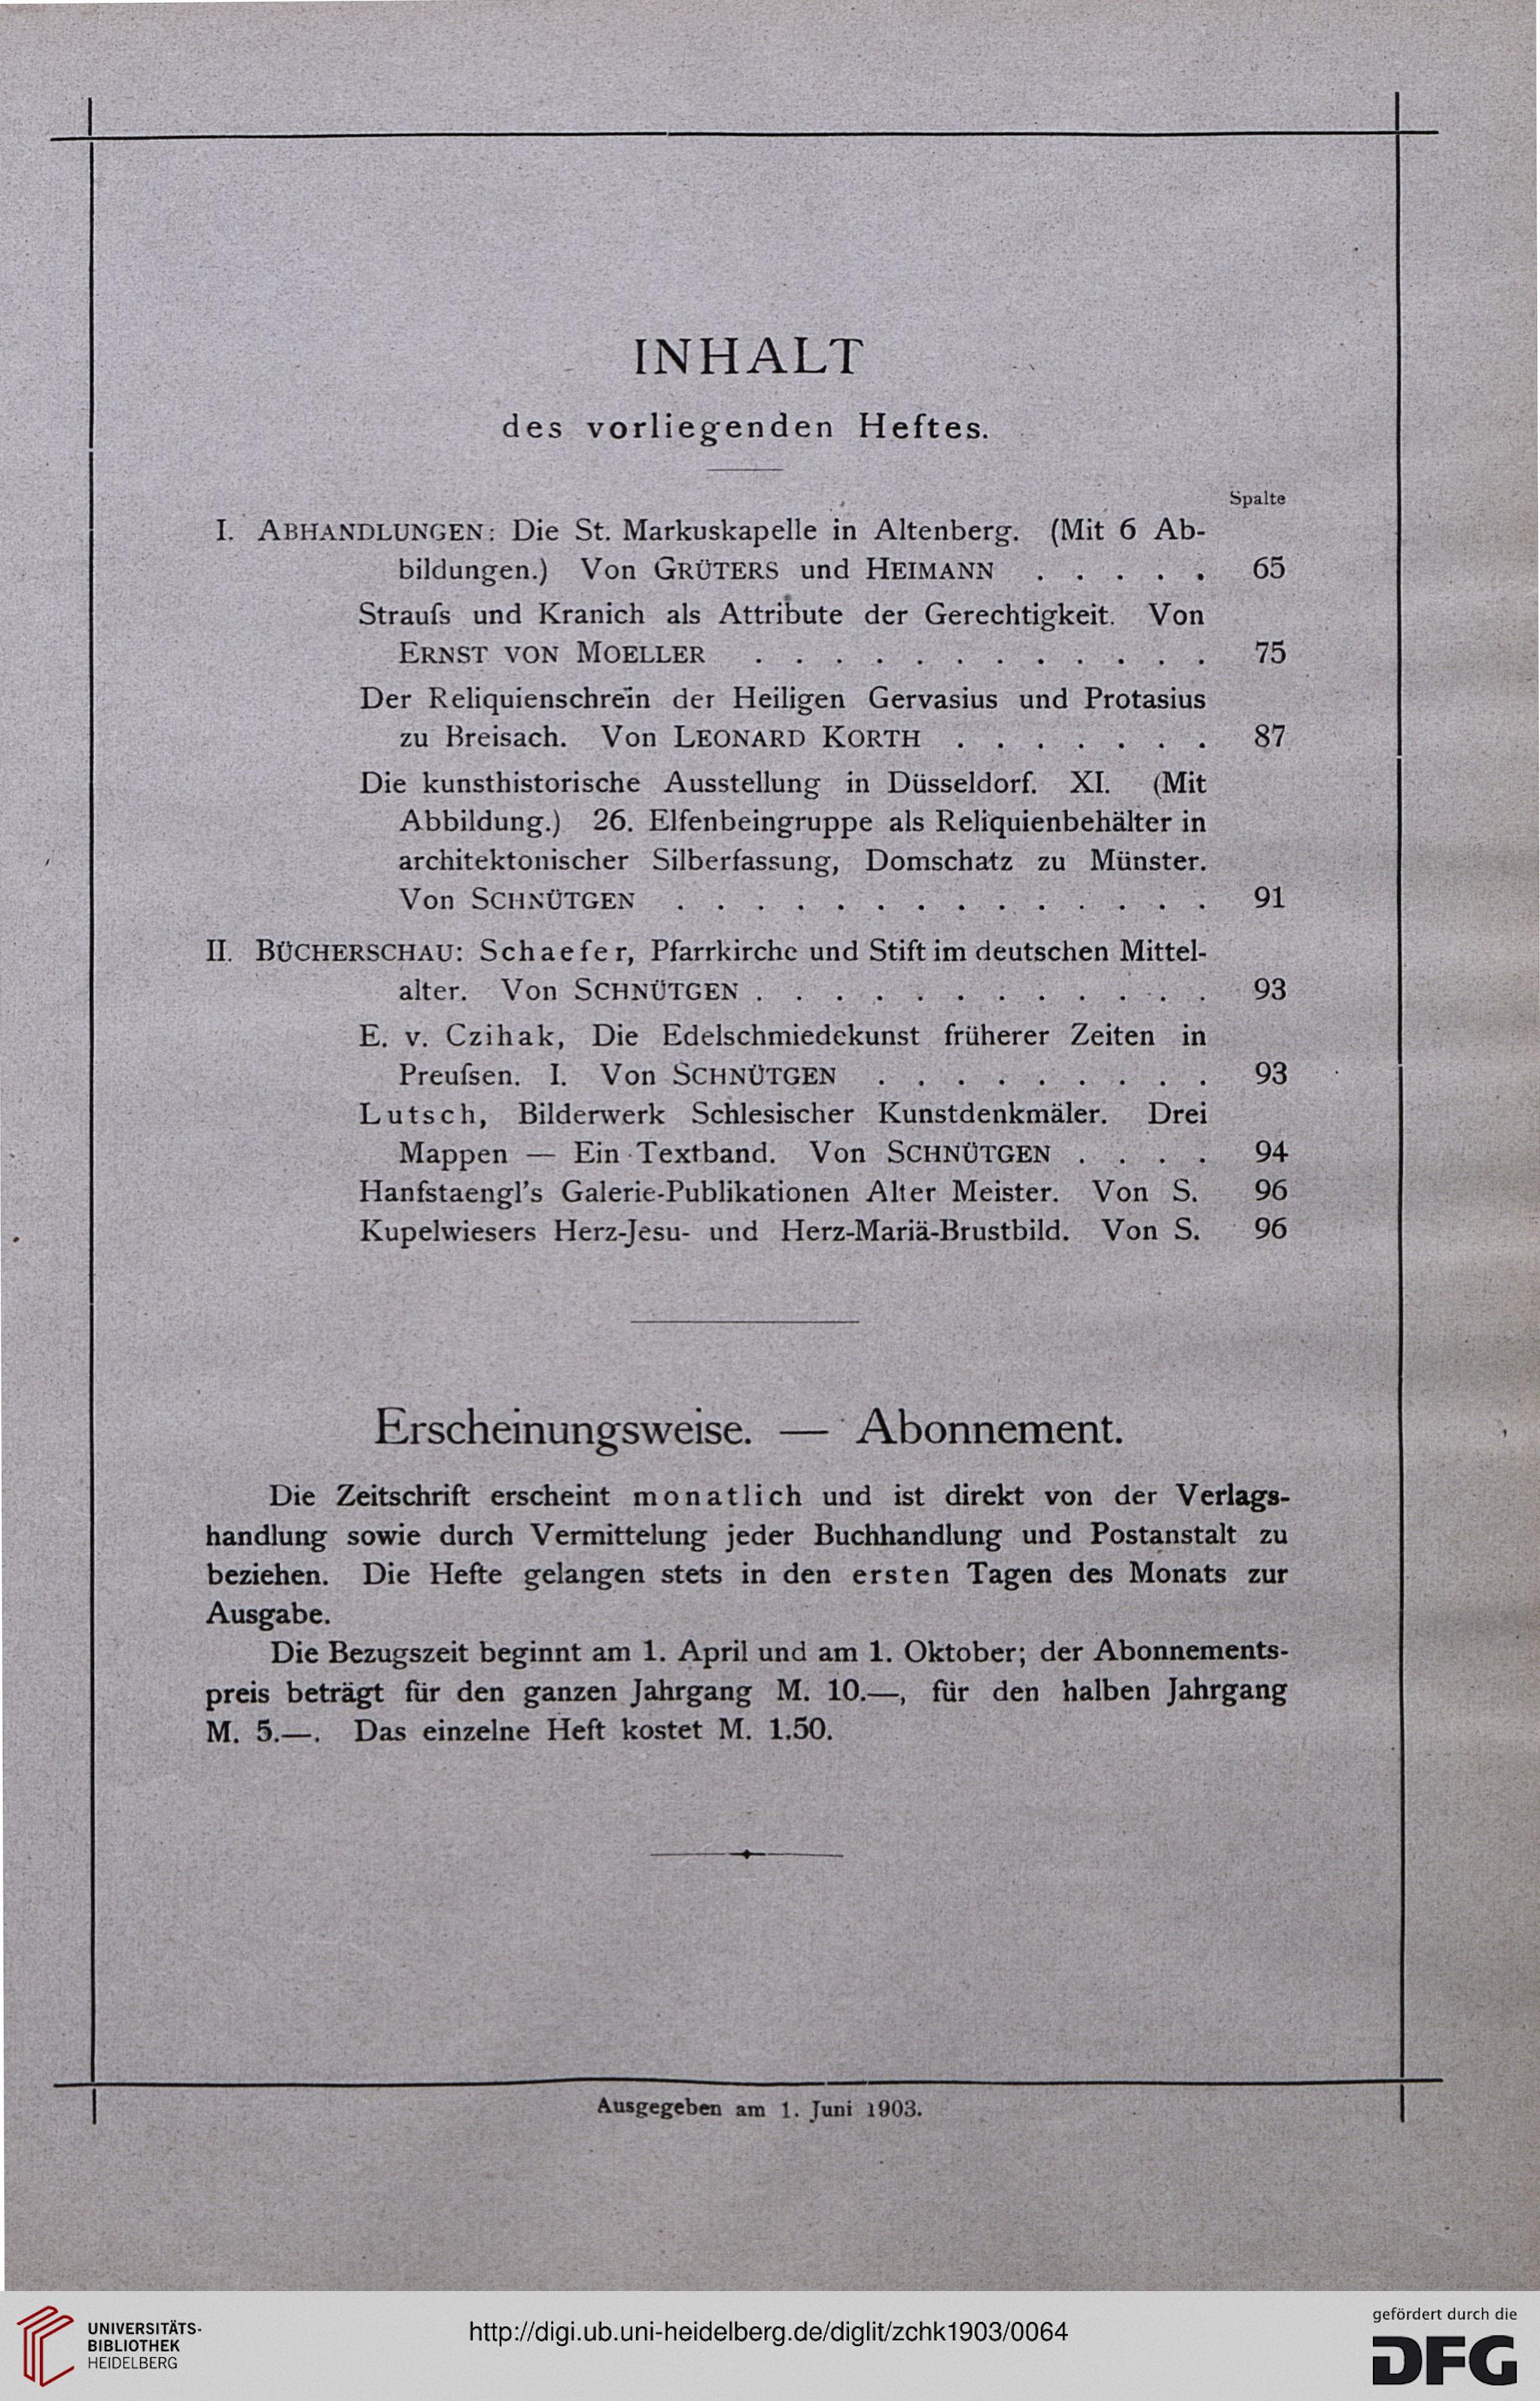 INHALT
des vorliegenden Heftes.
Spalte
I. ABHANDLUNGEN: Die St. Markuskapelle in Altenberg. (Mit 6 Ab-
bildungen.) Von GRÜTERS und HEIMANN . . . . . 65
Strauſs und Kranich als Attribute der Gerechtigkeit. Von
ERNST VON MOELLER . . . . . . . . . . . . 75
Der Reliquienschrein der Heiligen Gervasius und Protasius
zu Breisach. Von LEONARD KORTH . . . . . . . 87
Die kunsthistorische Ausstellung in Düsseldorf. XI. (Mit
Abbildung.) 26. Elfenbeingruppe als Reliquienbehälter in
architektonischer Silberfassung, Domschatz zu Münster.
Von SCHNÜTGEN . . . . . . . . . . . . . . 91
II. BÜCHERSCHAU: Schaefer, Pfarrkirche und Stift im deutschen Mittel-
alter. Von SCHNÜTGEN . . . . . . . . . . . . 93
E. v. Czihak, Die Edelschmiedekunst früherer Zeiten in
Preuſsen. I. Von SCHNÜTGEN . . . . . . . . . 93
Lutsch, Bilderwerk Schlesischer Kunstdenkmäler. Drei
Mappen — Ein Textband. Von SCHNÜTGEN . . . . 94
Hanfstaengl's Galerie-Publikationen Alter Meister. Von S. 96
Kupelwiesers Herz-Jesu- und Herz-Mariä-Brustbild. Von S. 96
Erscheinungsweise. — Abonnement.
Die Zeitschrift erscheint monatlich und ist direkt von der Verlags-
handlung sowie durch Vermittelung jeder Buchhandlung und Postanstalt zu
beziehen. Die Hefte gelangen stets in den ersten Tagen des Monats zur
Ausgabe.
Die Bezugszeit beginnt am 1. April und am 1. Oktober; der Abonnements-
preis beträgt für den ganzen Jahrgang M. 10.—, für den halben Jahrgang
M. 5.—. Das einzelne Heft kostet M. 1.50.
Ausgegeben am 1. Juni 1903.
UNIVERSITÄTS-
BIBLIOTHEK
HEIDELBERG
http://digi.ub.uni-heidelberg.de/diglit/zchk1903/0064
gefördert durch die
DFG